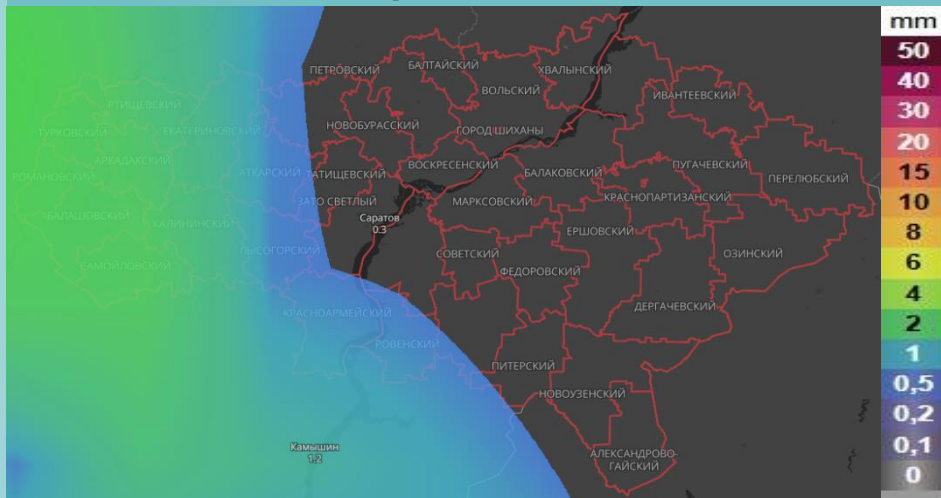 mm
50
40
30
20
15
10
8
6
4
2
1
0,5
0,2
0,1
0
ПЕТРОВСКИЙ
БАЛТАЙСКИЙ
ХВАЛЫНСКИЙ
ВОЛЬСКИЙ
ИВАНТЕЕВСКИЙ
РТИЩЕВСКИЙ
ТУРКОВСКИЙ
ЕКАТЕРИНОВСКИЙ
НОВОБУРАССКИЙ
ГОРОД ШИХАНЫ
АРКАДАКСКИЙ
РОМАНОВСКИЙ
АТКАРСКИЙ
ТАТИЩЕВСКИЙ
ВОСКРЕСЕНСКИЙ
БАЛАКОВСКИЙ
ПУГАЧЕВСКИЙ
ПЕРЕЛЮБСКИЙ
ЗАТО СВЕТЛЫЙ
МАРКСОВСКИЙ
КРАСНОПАРТИЗАНСКИЙ
БАЛАШОВСКИЙ
КАЛИНИНСКИЙ
Саратов
0.3
ЕРШОВСКИЙ
ЛЫСОГОРСКИЙ
СОВЕТСКИЙ
ОЗИНСКИЙ
САМОЙЛОВСКИЙ
ФЕДОРОВСКИЙ
КРАСНОАРМЕЙСКИЙ
ДЕРГАЧЕВСКИЙ
РОВЕНСКИЙ
ПИТЕРСКИЙ
НОВОУЗЕНСКИЙ
Камышин
1.2
АЛЕКСАНДРОВО-
ГАЙСКИЙ